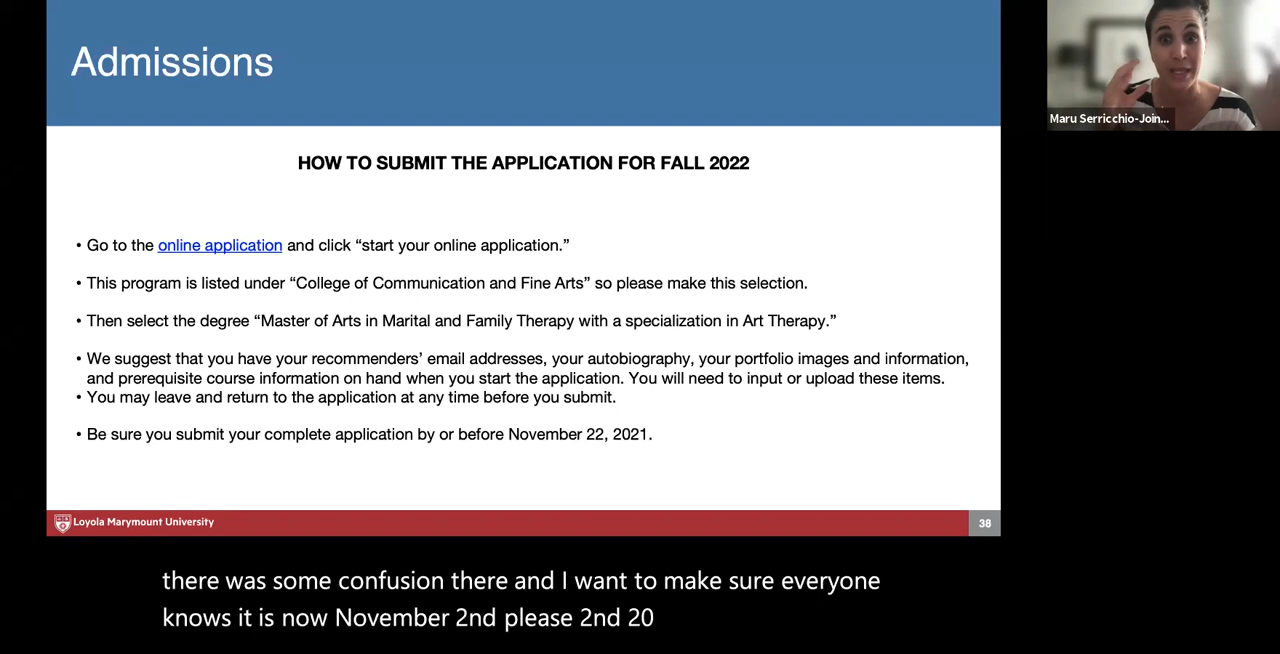 Admissions
Maru Serricchio-Join...
HOW TO SUBMIT THE APPLICATION FOR FALL 2022
• Go to the online application and click “start your online application.”
• This program is listed under “College of Communication and Fine Arts” so please make this selection.
• Then select the degree “Master of Arts in Marital and Family Therapy with a specialization in Art Therapy.”
• We suggest that you have your recommenders’ email addresses, your autobiography, your portfolio images and information,
and prerequisite course information on hand when you start the application. You will need to input or upload these items.
• You may leave and return to the application at any time before you submit.
• Be sure you submit your complete application by or before November 22, 2021.
Loyola Marymount University
38
there was some confusion there and I want to make sure everyone
knows it is now November 2nd please 2nd 20